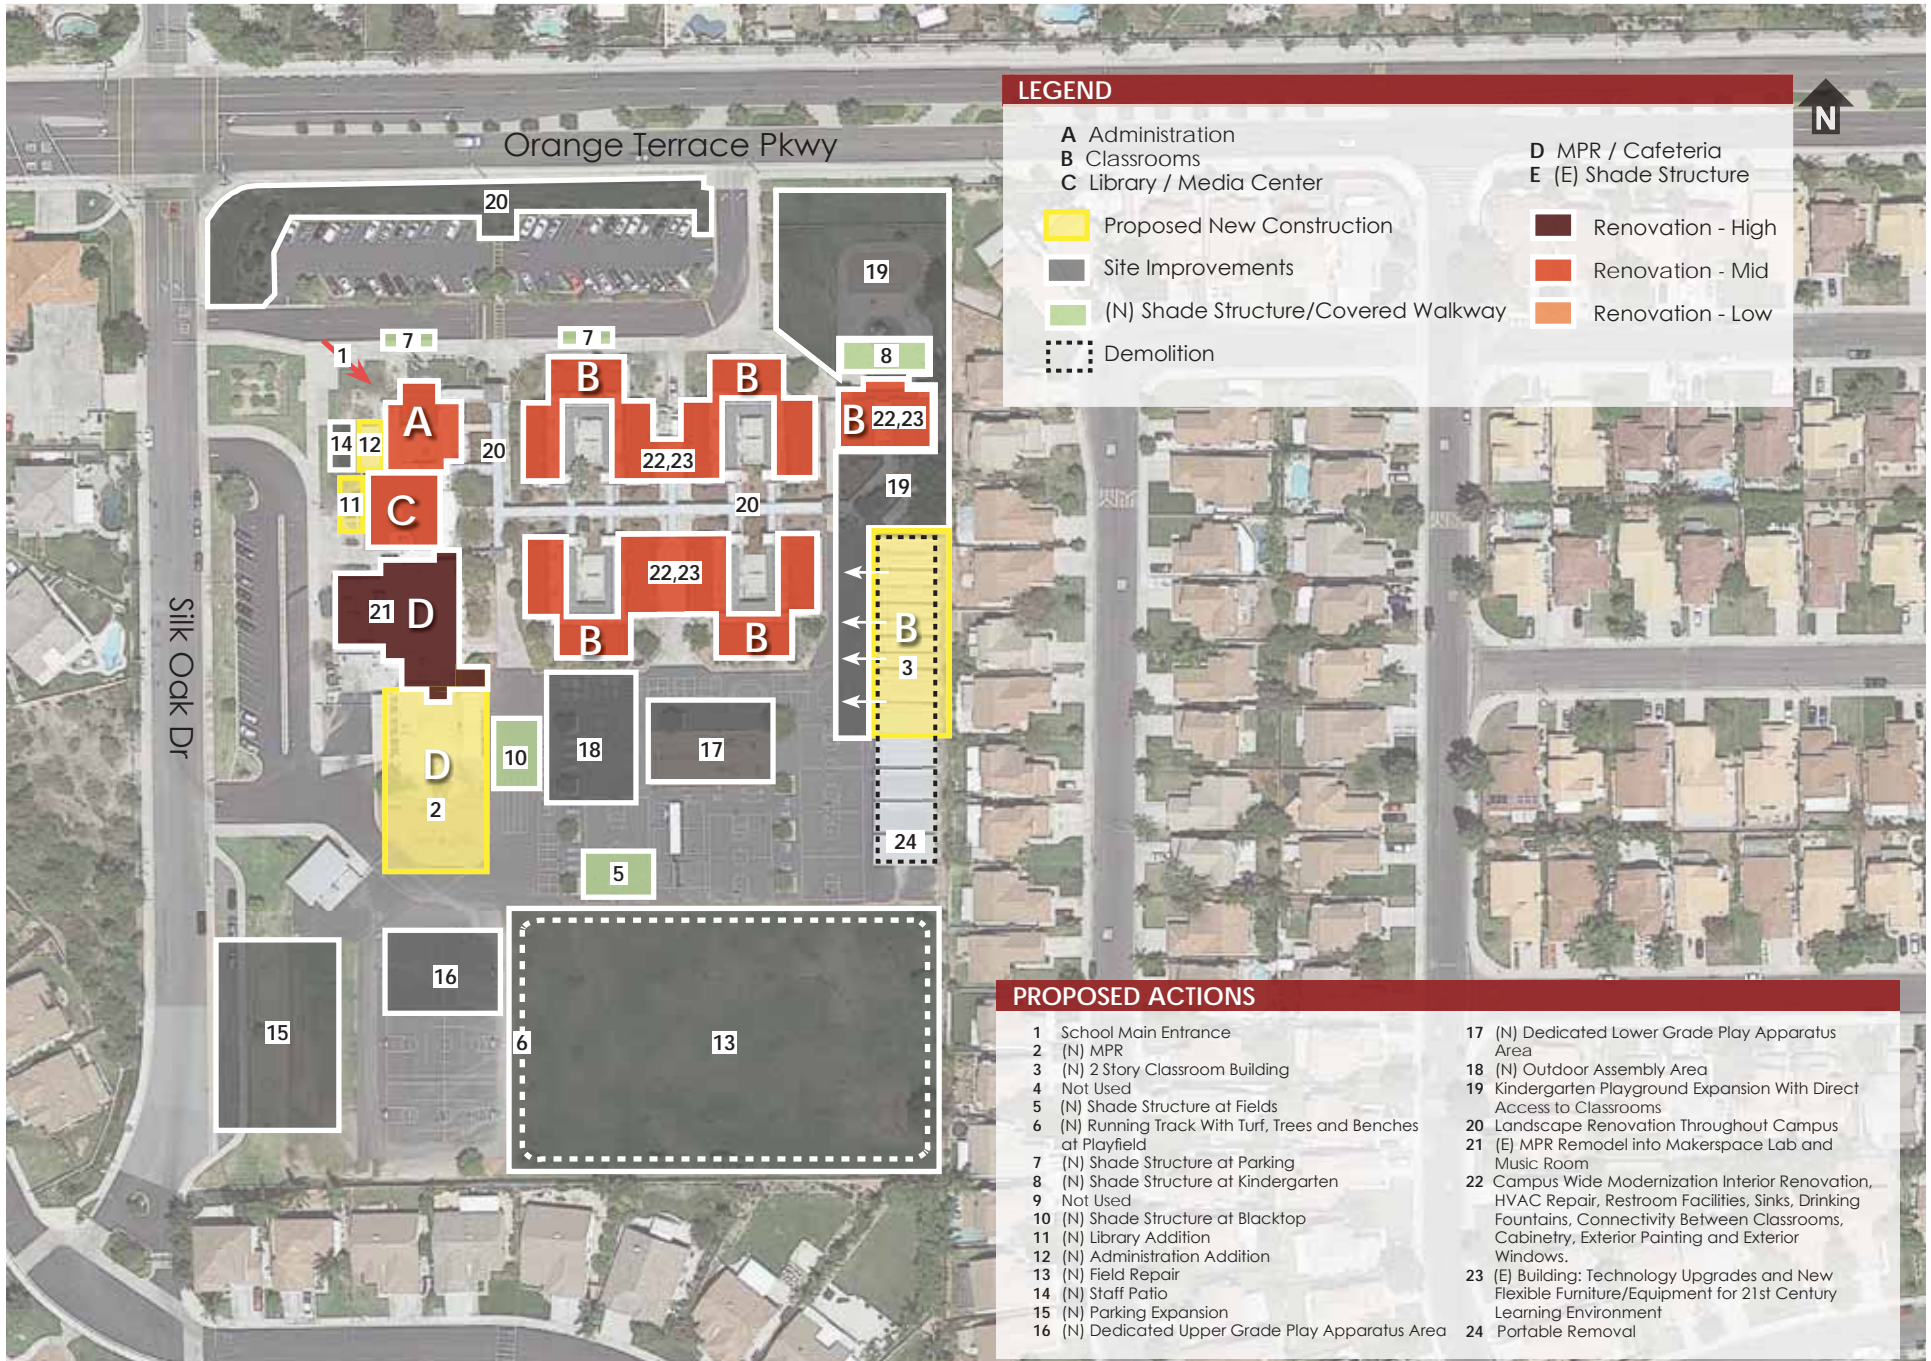 Orange Terrace Pkwy
Silk Oak Dr
LEGEND
A Administration
B Classrooms
C Library / Media Center
D MPR / Cafeteria
E (E) Shade Structure
Proposed New Construction
Site Improvements
(N) Shade Structure/Covered Walkway
Demolition
Renovation - High
Renovation - Mid
Renovation - Low
N
20
19
7
7
1
8
B
B
B 22,23
A
14
12
20
22,23
19
11
C
20
22,23
21
D
B
B
B
3
D
2
10
18
17
24
5
16
15
6
13
PROPOSED ACTIONS
1 School Main Entrance
2 (N) MPR
3 (N) 2 Story Classroom Building
4 Not Used
5 (N) Shade Structure at Fields
6 (N) Running Track With Turf, Trees and Benches
at Playfield
7 (N) Shade Structure at Parking
8 (N) Shade Structure at Kindergarten
9 Not Used
10 (N) Shade Structure at Blacktop
11 (N) Library Addition
12 (N) Administration Addition
13 (N) Field Repair
14 (N) Staff Patio
15 (N) Parking Expansion
16 (N) Dedicated Upper Grade Play Apparatus Area
17 (N) Dedicated Lower Grade Play Apparatus
Area
18 (N) Outdoor Assembly Area
19 Kindergarten Playground Expansion With Direct
Access to Classrooms
20 Landscape Renovation Throughout Campus
21 (E) MPR Remodel into Makerspace Lab and
Music Room
22 Campus Wide Modernization Interior Renovation,
HVAC Repair, Restroom Facilities, Sinks, Drinking
Fountains, Connectivity Between Classrooms,
Cabinetry, Exterior Painting and Exterior
Windows.
23 (E) Building: Technology Upgrades and New
Flexible Furniture/Equipment for 21st Century
Learning Environment
24 Portable Removal